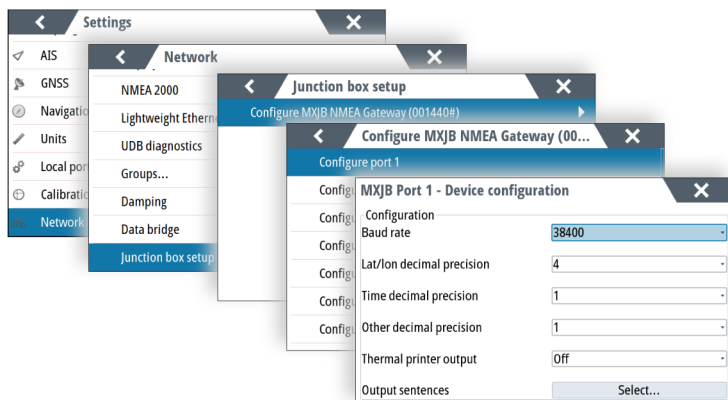 Settings
AIS
GNSS
Navigatio
Units
Local por
Calibratio
Network
Network
NMEA 2000
Lightweight Ethern
UDB diagnostics
Groups...
Damping
Data bridge
Junction box setup
Junction box setup
Configure MXJB NMEA Gateway (001440#)
Configure MXJB NMEA Gateway (00...
Configure port 1
Configu
Configu
Configu
Configu
Configu
Configu
MXJB Port 1 - Device configuration
Configuration
Baud rate 38400
Lat/lon decimal precision 4
Time decimal precision 1
Other decimal precision 1
Thermal printer output Off
Output sentences Select...